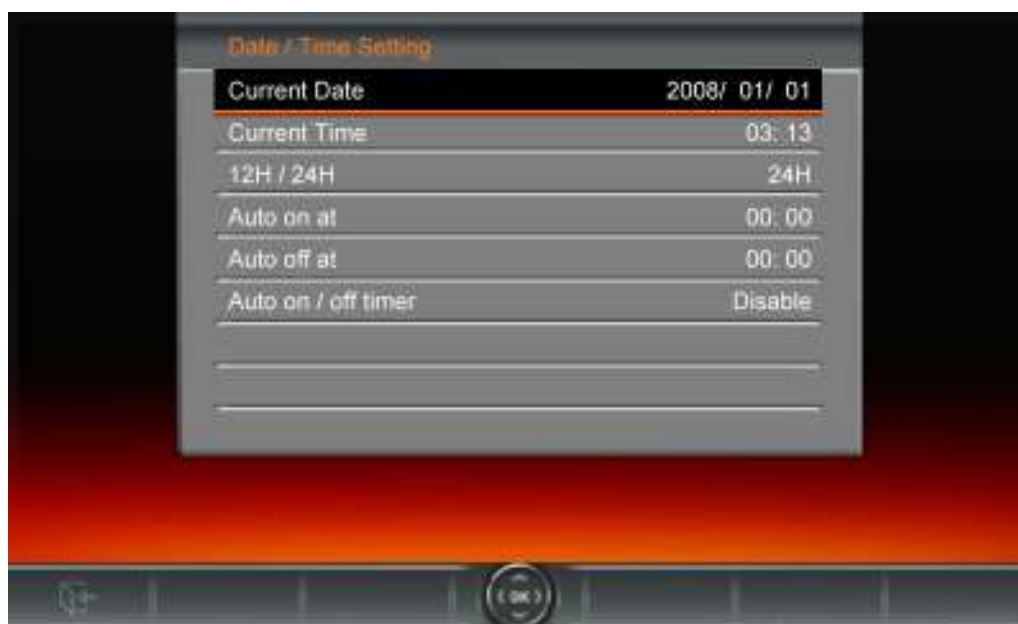 Date / Time Setting
Current Date 2008/ 01/ 01
Current Time 03: 13
12H / 24H 24H
Auto on at 00: 00
Auto off at 00: 00
Auto on / off timer Disable
OK